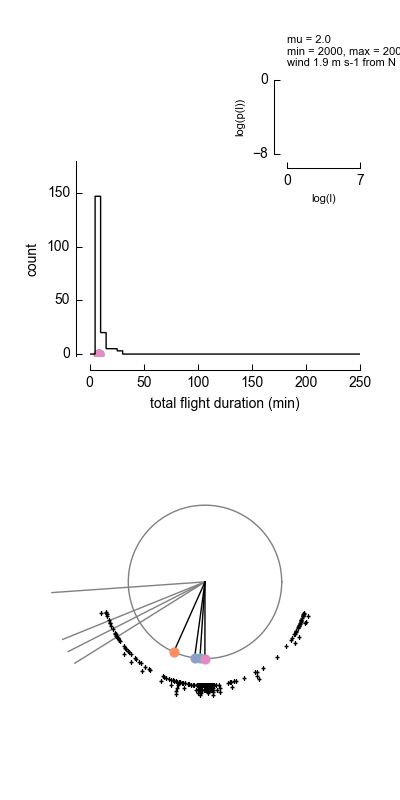 mu = 2.0
min = 2000, max = 200
wind 1.9 m s-1 from N
0
log(p(l))
−8
0 7
log(l)
150
100
50
0
count
0 50 100 150 200 250
total flight duration (min)